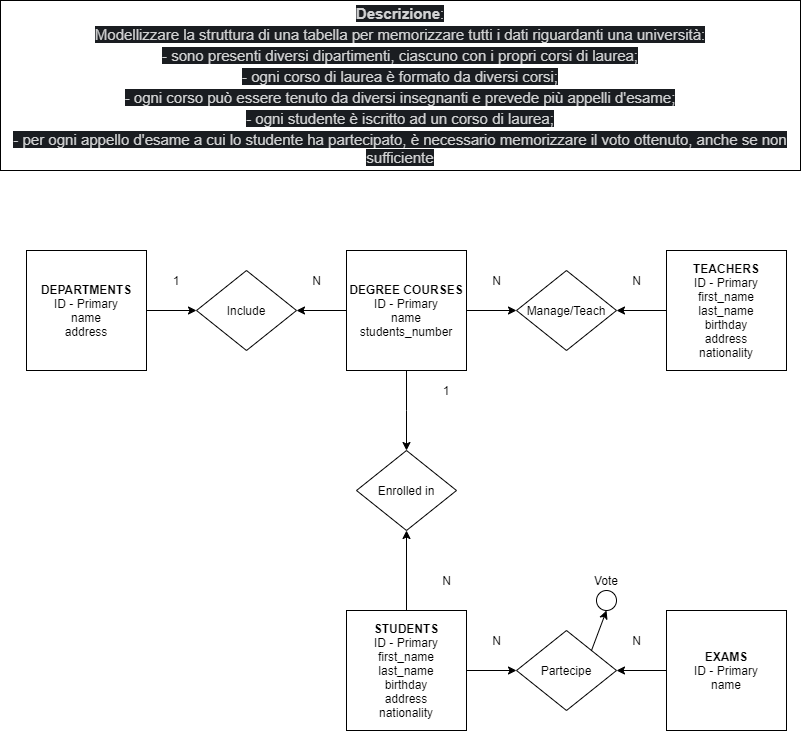 Descrizione:
Modellizzare la struttura di una tabella per memorizzare tutti i dati riguardanti una università:
- sono presenti diversi dipartimenti, ciascuno con i propri corsi di laurea;
- ogni corso di laurea è formato da diversi corsi;
- ogni corso può essere tenuto da diversi insegnanti e prevede più appelli d'esame;
- ogni studente è iscritto ad un corso di laurea;
- per ogni appello d'esame a cui lo studente ha partecipato, è necessario memorizzare il voto ottenuto, anche se non
sufficiente
DEPARTMENTS
ID - Primary
name
address
1
Include
N
DEGREE COURSES
ID - Primary
name
students_number
N
Manage/Teach
N
TEACHERS
ID - Primary
first_name
last_name
birthday
address
nationality
1
Enrolled in
N
STUDENTS
ID - Primary
first_name
last_name
birthday
address
nationality
N
Vote
Partecipe
N
EXAMS
ID - Primary
name